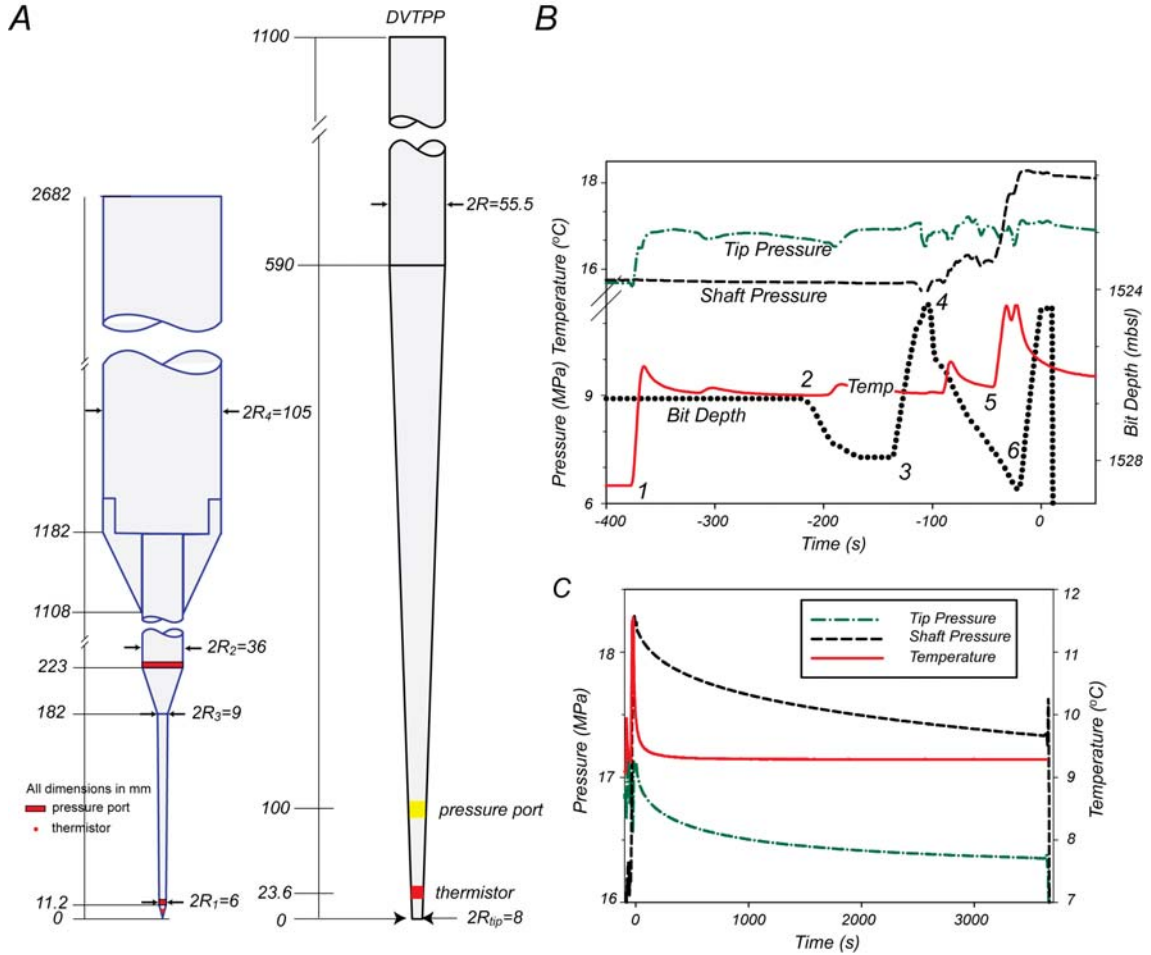 A
DVTPP
1100
2R=55.5
590
100
pressure port
23.6
thermistor
0
2R_tip=8
2682
2R₄=105
1182
1108
2R₂=36
223
2R₃=9
182
All dimensions in mm
pressure port
thermistor
11.2
2R₁=6
0
B
Pressure (MPa) Temperature (ºC)
18
16
9
6
Tip Pressure
Shaft Pressure
4
2
Temp
Bit Depth
5
3
6
1
1524
1528
Bit Depth (mbsl)
-400
-300
-200
-100
0
Time (s)
C
Pressure (MPa)
18
17
16
Tip Pressure
Shaft Pressure
Temperature
12
11
10
9
8
7
Temperature (ºC)
0
1000
2000
3000
Time (s)